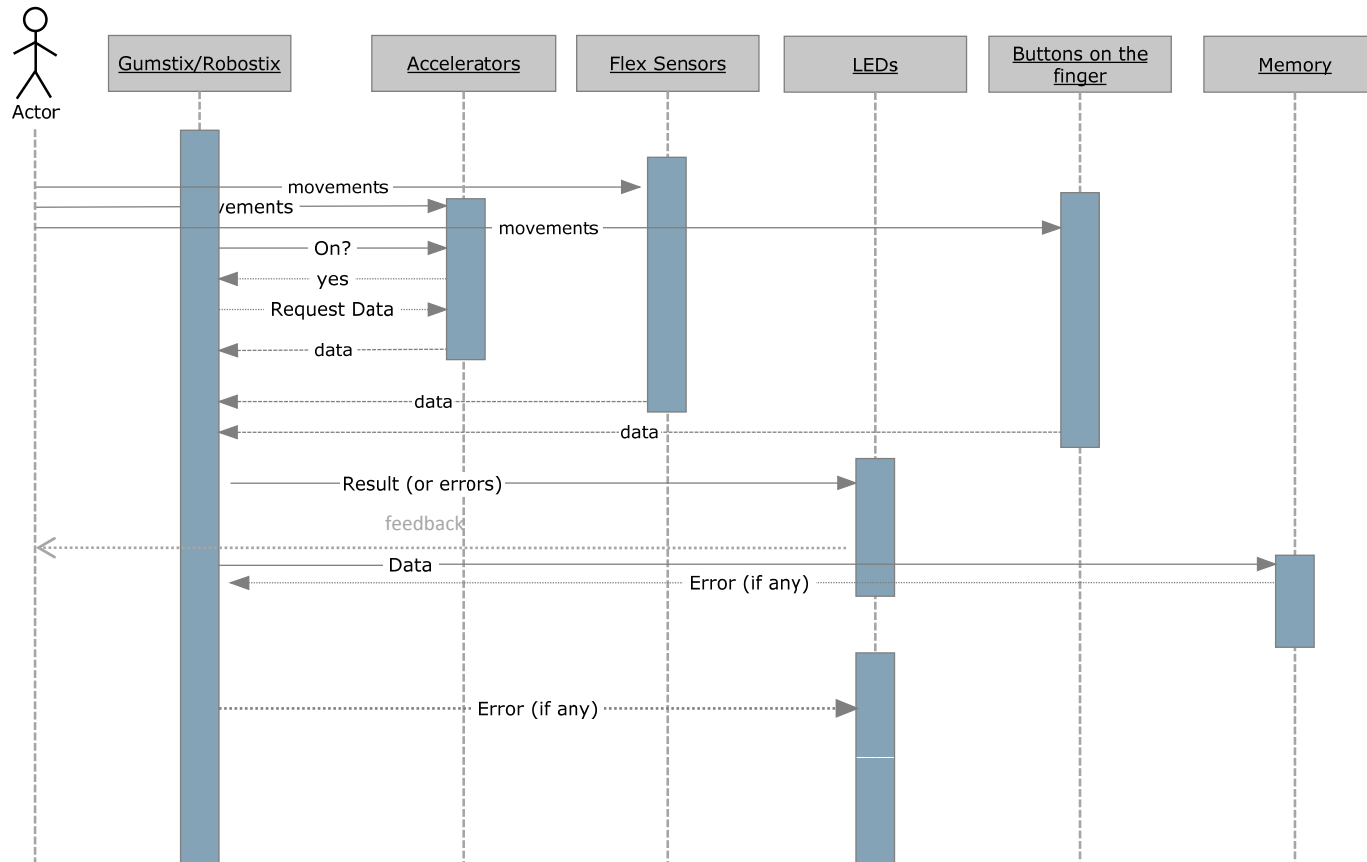 Actor
Gumstix/Robostix
Accelerators
Flex Sensors
LEDs
Buttons on the
finger
Memory
movements
vements
movements
On?
yes
Request Data
data
data
data
Result (or errors)
feedback
Data
Error (if any)
Error (if any)